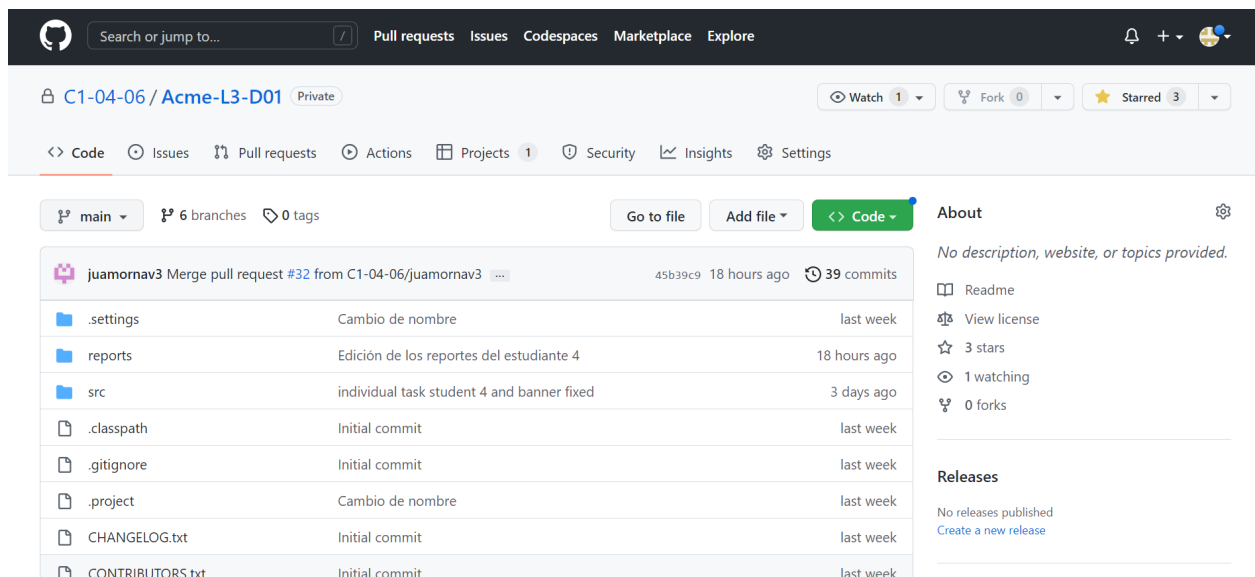 Search or jump to... / Pull requests Issues Codespaces Marketplace Explore
C1-04-06 / Acme-L3-D01 Private Watch 1 Fork 0 Starred 3
Code Issues Pull requests Actions Projects 1 Security Insights Settings
main 6 branches 0 tags Go to file Add file Code
juamornav3 Merge pull request #32 from C1-04-06/juamornav3 ... 45b39c9 18 hours ago 39 commits
.settings Cambio de nombre last week
reports Edición de los reportes del estudiante 4 18 hours ago
src individual task student 4 and banner fixed 3 days ago
.classpath Initial commit last week
.gitignore Initial commit last week
.project Cambio de nombre last week
CHANGELOG.txt Initial commit last week
CONTRIBUTORS.txt Initial commit last week
About
No description, website, or topics provided.
Readme
View license
3 stars
1 watching
0 forks
Releases
No releases published
Create a new release